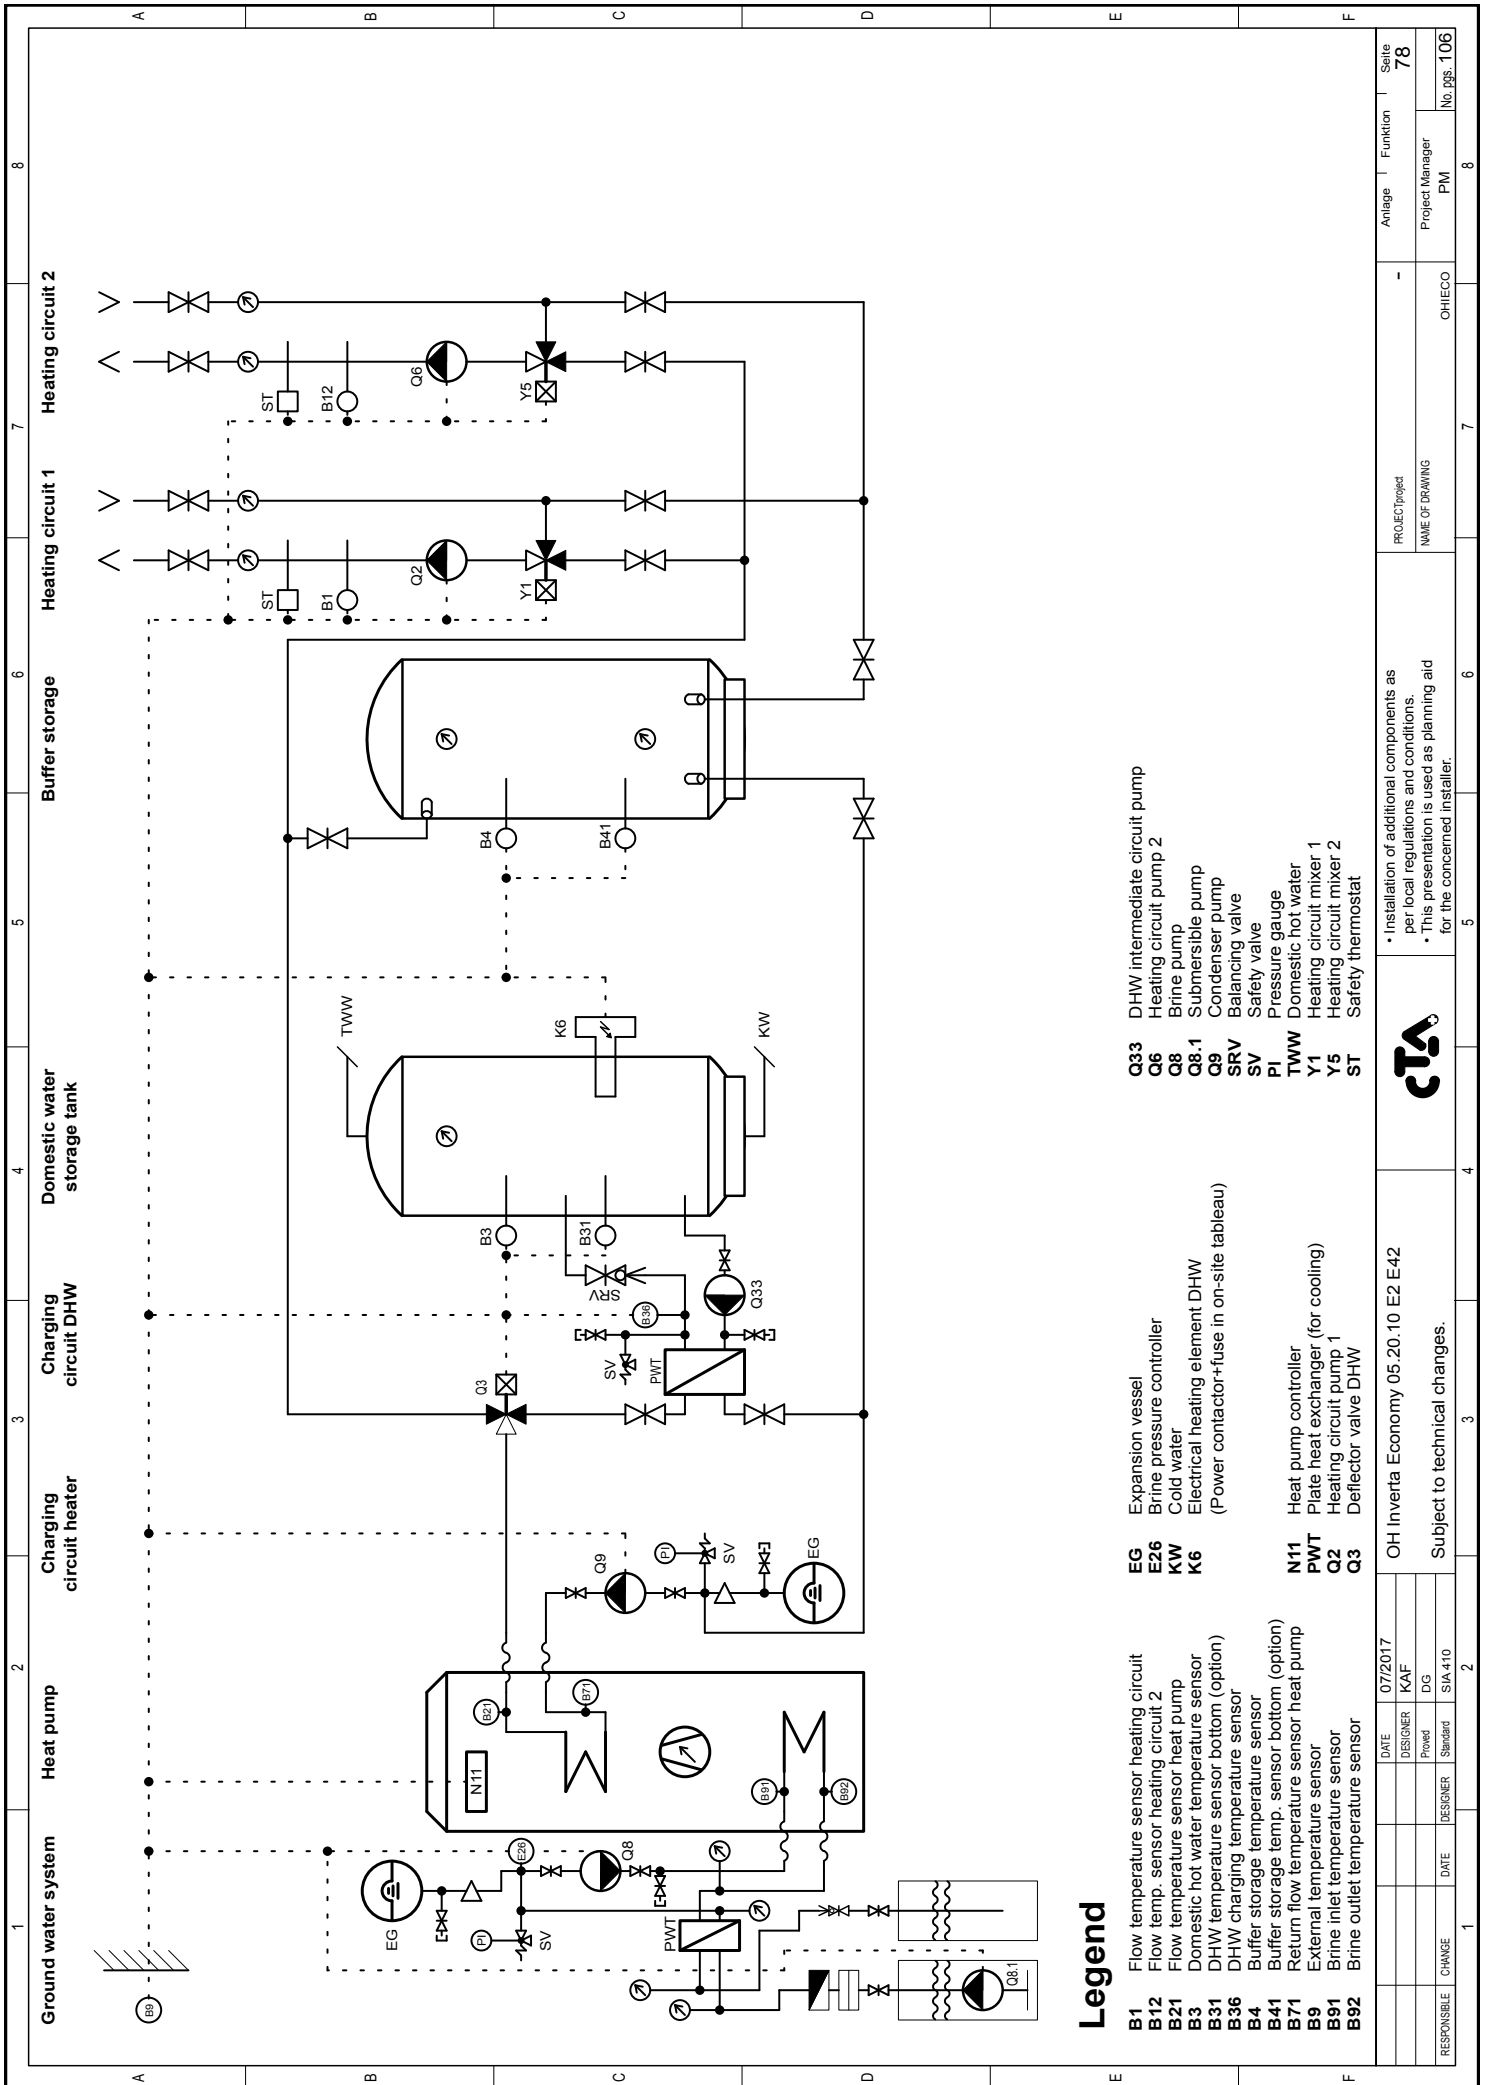 1 2 3 4 5 6 7 8
A
B
C
D
E
F
Ground water system
Heat pump
Charging
circuit heater
Charging
circuit DHW
Domestic water
storage tank
Buffer storage
Heating circuit 1
Heating circuit 2
B9
N11
B21
B71
B91
B92
EG
PI
SV
E26
Q8
PWT
Q8.1
Q9
PI
SV
EG
Q3
SV
PWT
B36
SRV
Q33
B3
B31
TWW
K6
KW
B4
B41
ST
B1
Q2
Y1
ST
B12
Q6
Y5
Legend
B1 Flow temperature sensor heating circuit
B12 Flow temp. sensor heating circuit 2
B21 Flow temperature sensor heat pump
B3 Domestic hot water temperature sensor
B31 DHW temperature sensor bottom (option)
B36 DHW charging temperature sensor
B4 Buffer storage temperature sensor
B41 Buffer storage temp. sensor bottom (option)
B71 Return flow temperature sensor heat pump
B9 External temperature sensor
B91 Brine inlet temperature sensor
B92 Brine outlet temperature sensor
EG Expansion vessel
E26 Brine pressure controller
KW Cold water
K6 Electrical heating element DHW
(Power contactor+fuse in on-site tableau)
N11 Heat pump controller
PWT Plate heat exchanger (for cooling)
Q2 Heating circuit pump 1
Q3 Deflector valve DHW
Q33 DHW intermediate circuit pump
Q6 Heating circuit pump 2
Q8 Brine pump
Q8.1 Submersible pump
Q9 Condenser pump
SRV Balancing valve
SV Safety valve
PI Pressure gauge
TWW Domestic hot water
Y1 Heating circuit mixer 1
Y5 Heating circuit mixer 2
ST Safety thermostat
RESPONSIBLE CHANGE DATE DESIGNER
DATE 07/2017
DESIGNER KAF
Proved DG
Standard SIA 410
OH Inverta Economy 05.20.10 E2 E42
Subject to technical changes.
CTA
• Installation of additional components as
per local regulations and conditions.
• This presentation is used as planning aid
for the concerned installer.
PROJECTproject -
NAME OF DRAWING OHIECO
Anlage Funktion Seite
78
Project Manager
PM
No. pgs. 106
1 2 3 4 5 6 7 8
A
B
C
D
E
F